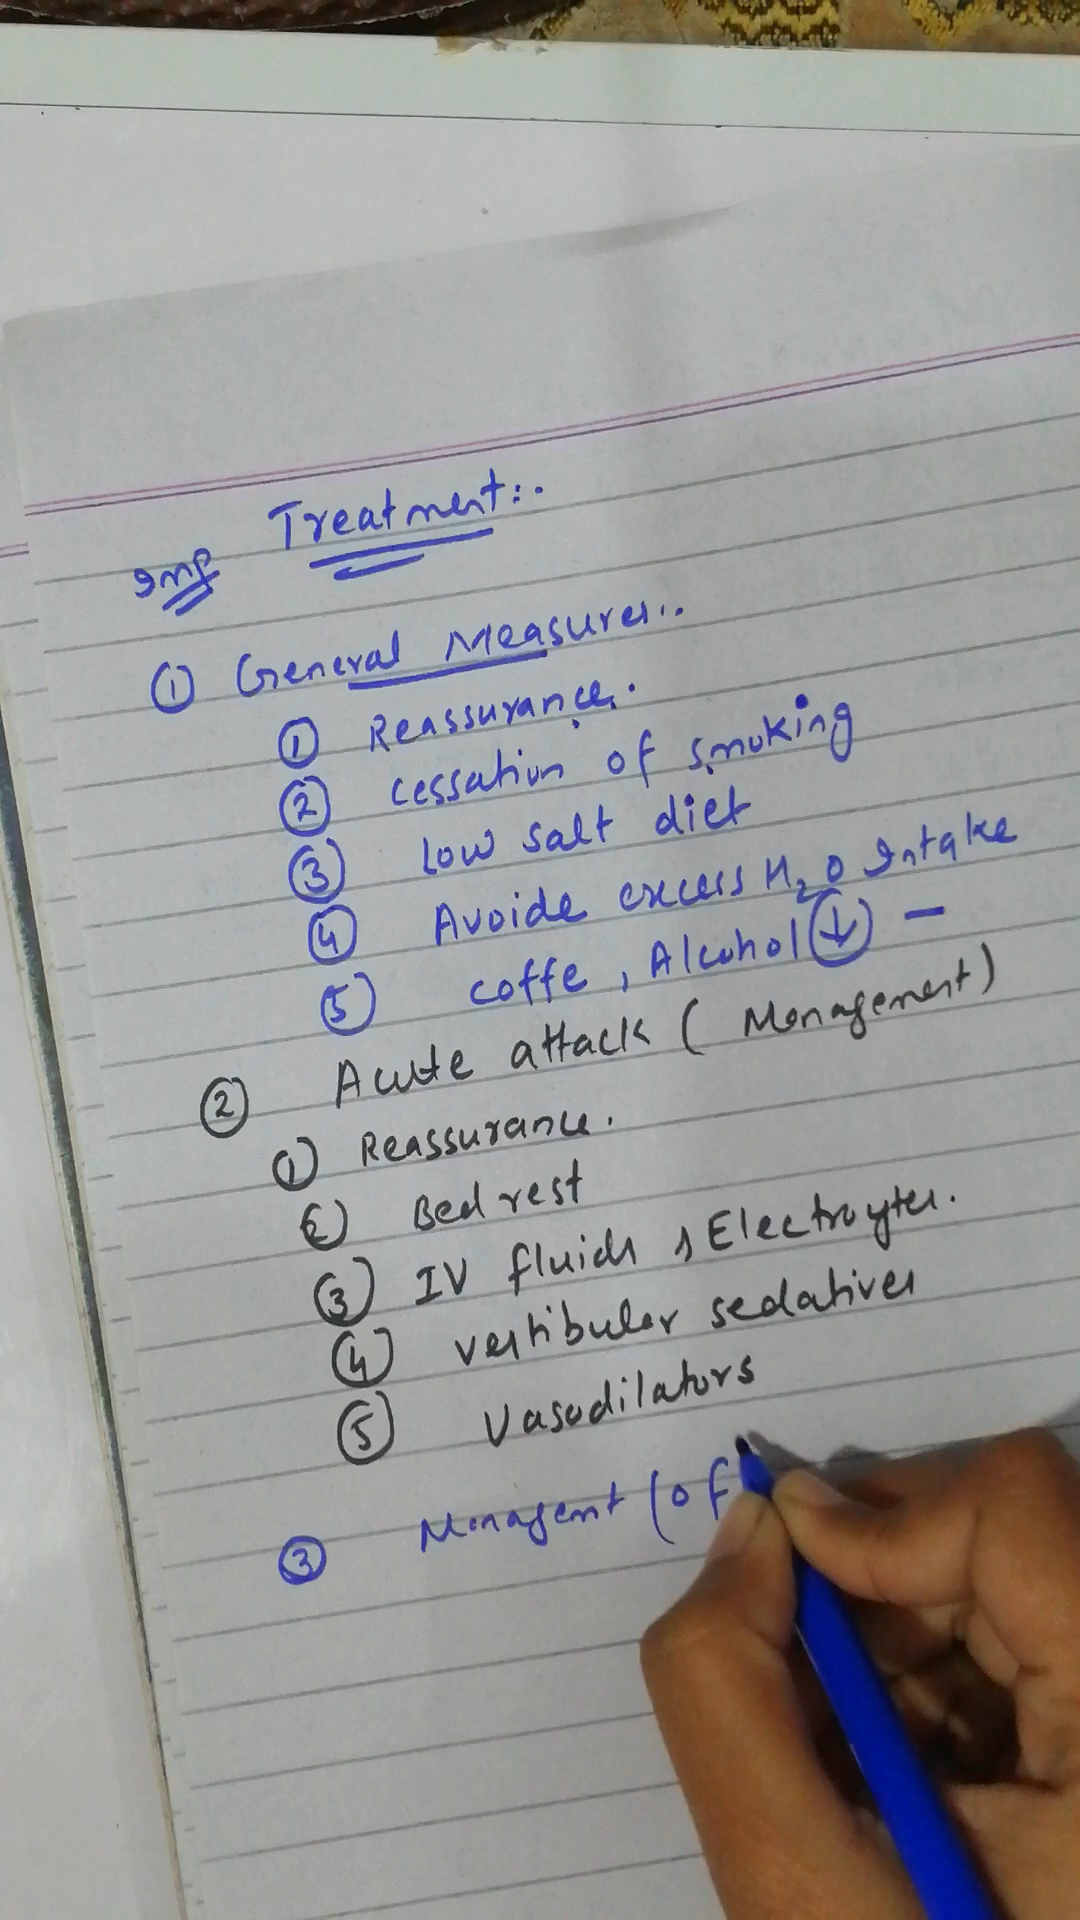 Treatment:.
Imp
① General Measures:.
① Reassurance.
② cessation of smoking
③ Low salt diet
④ Avoide excess H₂O Intake
⑤ coffe, Alcohol ↓ –
② Acute attack ( Management)
① Reassurance.
② Bed rest
③ IV fluids , Electroytes.
④ vestibular sedatives
⑤ Vasodilators
③ Managent (of